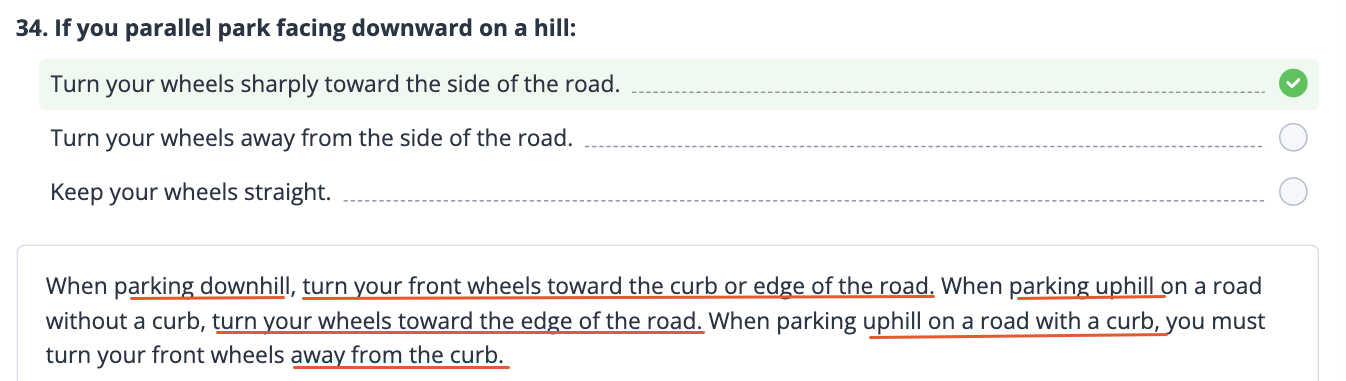 34. If you parallel park facing downward on a hill:
Turn your wheels sharply toward the side of the road.
Turn your wheels away from the side of the road.
Keep your wheels straight.
When parking downhill, turn your front wheels toward the curb or edge of the road. When parking uphill on a road
without a curb, turn your wheels toward the edge of the road. When parking uphill on a road with a curb, you must
turn your front wheels away from the curb.